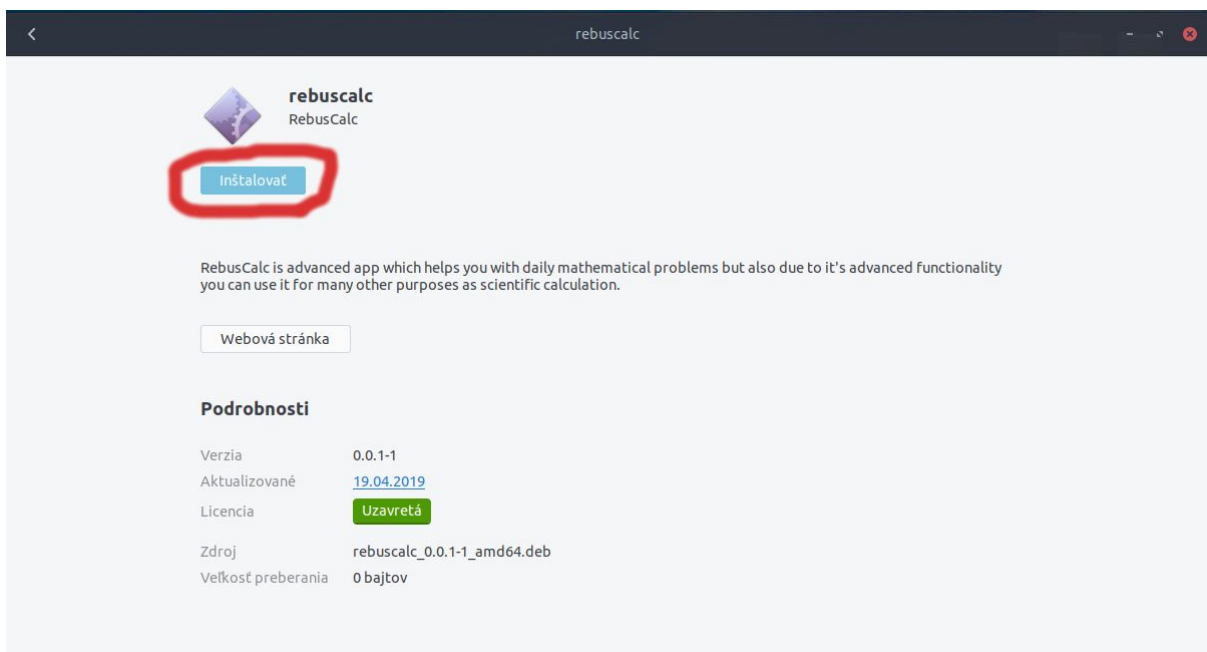 rebuscalc
rebuscalc
RebusCalc
Inštalovať
RebusCalc is advanced app which helps you with daily mathematical problems but also due to it's advanced functionality
you can use it for many other purposes as scientific calculation.
Webová stránka
Podrobnosti
Verzia 0.0.1-1
Aktualizované 19.04.2019
Licencia Uzavretá
Zdroj rebuscalc_0.0.1-1_amd64.deb
Veľkosť preberania 0 bajtov